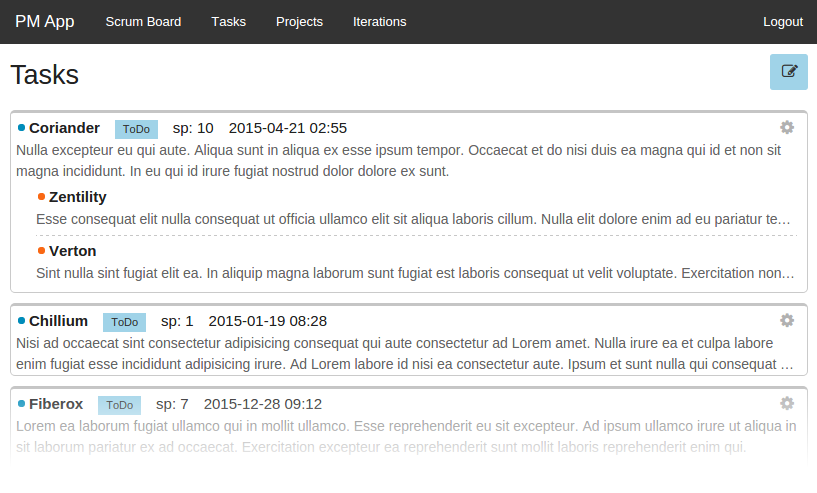 PM App Scrum Board Tasks Projects Iterations Logout
Tasks
Coriander ToDo sp: 10 2015-04-21 02:55
Nulla excepteur eu qui aute. Aliqua sunt in aliqua ex esse ipsum tempor. Occaecat et do nisi duis ea magna qui id et non sit
magna incididunt. In eu qui id irure fugiat nostrud dolor dolore ex sunt.
Zentility
Esse consequat elit nulla consequat ut officia ullamco elit sit aliqua laboris cillum. Nulla elit dolore enim ad eu pariatur te…
Verton
Sint nulla sint fugiat elit ea. In aliquip magna laborum sunt fugiat est laboris consequat ut velit voluptate. Exercitation non…
Chillium ToDo sp: 1 2015-01-19 08:28
Nisi ad occaecat sint consectetur adipisicing consequat qui aute consectetur ad Lorem amet. Nulla irure ea et culpa labore
enim fugiat esse incididunt adipisicing irure. Ad Lorem labore id nisi ea consectetur aute. Ipsum et sunt nulla qui consequat …
Fiberox ToDo sp: 7 2015-12-28 09:12
Lorem ea laborum fugiat ullamco qui in mollit ullamco. Esse reprehenderit eu sit excepteur. Ad ipsum ullamco irure ut aliqua in
sit laborum pariatur ex ad occaecat. Exercitation excepteur ea reprehenderit sunt mollit laboris reprehenderit enim qui.